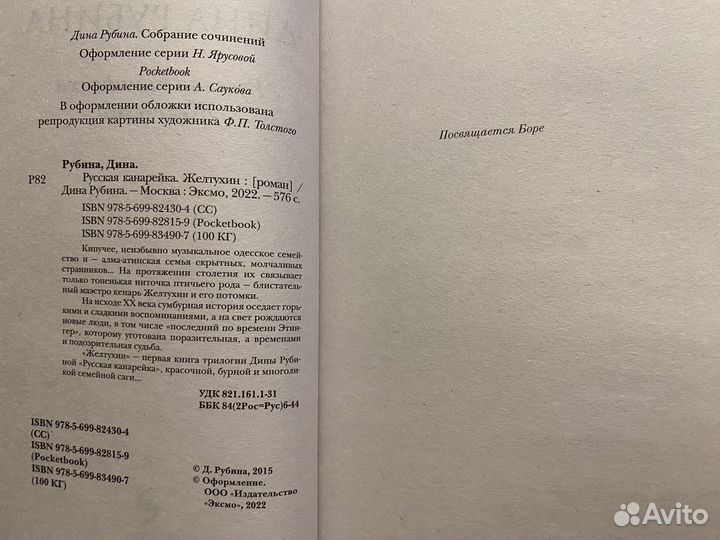 Дина Рубина. Собрание сочинений
Оформление серии Н. Ярусовой
Pocketbook
Оформление серии А. Саукова
В оформлении обложки использована
репродукция картины художника Ф.П. Толстого
Рубина, Дина.
Р82 Русская канарейка. Желтухин : [роман] /
Дина Рубина. — Москва : Эксмо, 2022. — 576 с.
ISBN 978-5-699-82430-4 (СС)
ISBN 978-5-699-82815-9 (Pocketbook)
ISBN 978-5-699-83490-7 (100 КГ)
Кипучее, неизбывно музыкальное одесское семей-
ство и — алма-атинская семья скрытных, молчаливых
странников... На протяжении столетия их связывает
только тоненькая ниточка птичьего рода — блистатель-
ный маэстро кенарь Желтухин и его потомки.
На исходе XX века сумбурная история оседает горь-
кими и сладкими воспоминаниями, а на свет рождаются
новые люди, в том числе «последний по времени Этин-
гер», которому уготована поразительная, а временами
и подозрительная судьба.
«Желтухин» — первая книга трилогии Дины Руби-
ной «Русская канарейка», красочной, бурной и многоли-
кой семейной саги...
УДК 821.161.1-31
ББК 84(2Рос=Рус)6-44
ISBN 978-5-699-82430-4
(СС)
ISBN 978-5-699-82815-9
(Pocketbook)
ISBN 978-5-699-83490-7
(100 КГ)
© Д. Рубина, 2015
© Оформление.
ООО «Издательство
«Эксмо», 2022
Посвящается Боре
Avito